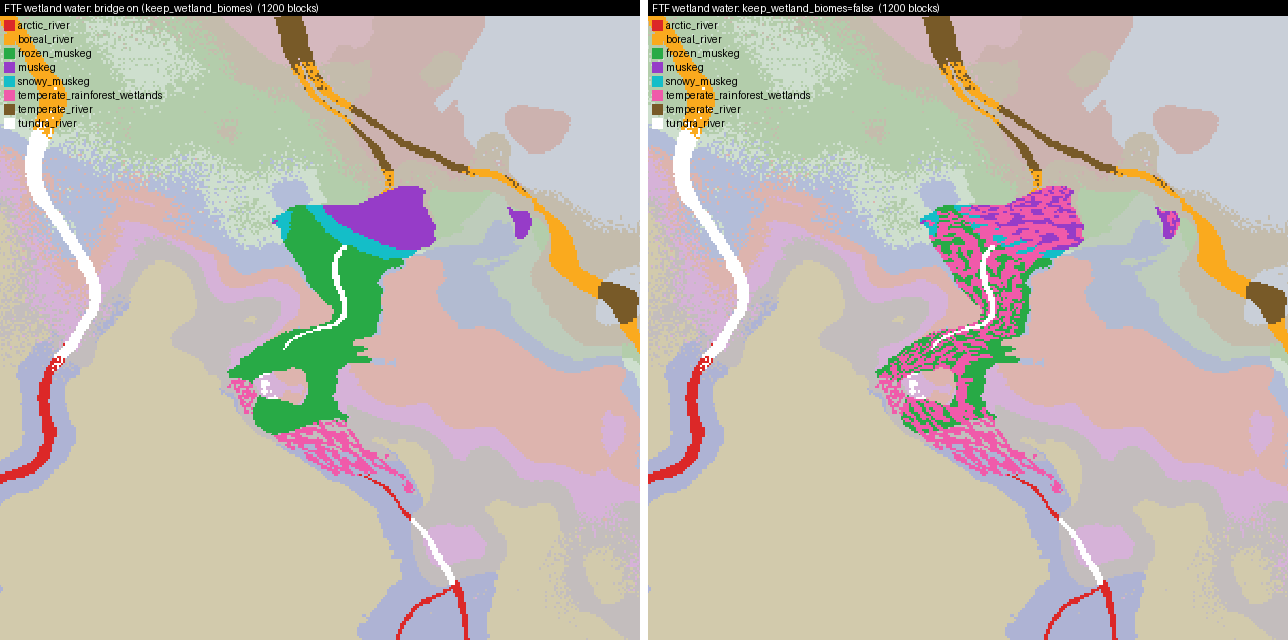 FTF wetland water: bridge on (keep_wetland_biomes) (1200 blocks)
arctic_river
boreal_river
frozen_muskeg
muskeg
snowy_muskeg
temperate_rainforest_wetlands
temperate_river
tundra_river
FTF wetland water: keep_wetland_biomes=false (1200 blocks)
arctic_river
boreal_river
frozen_muskeg
muskeg
snowy_muskeg
temperate_rainforest_wetlands
temperate_river
tundra_river